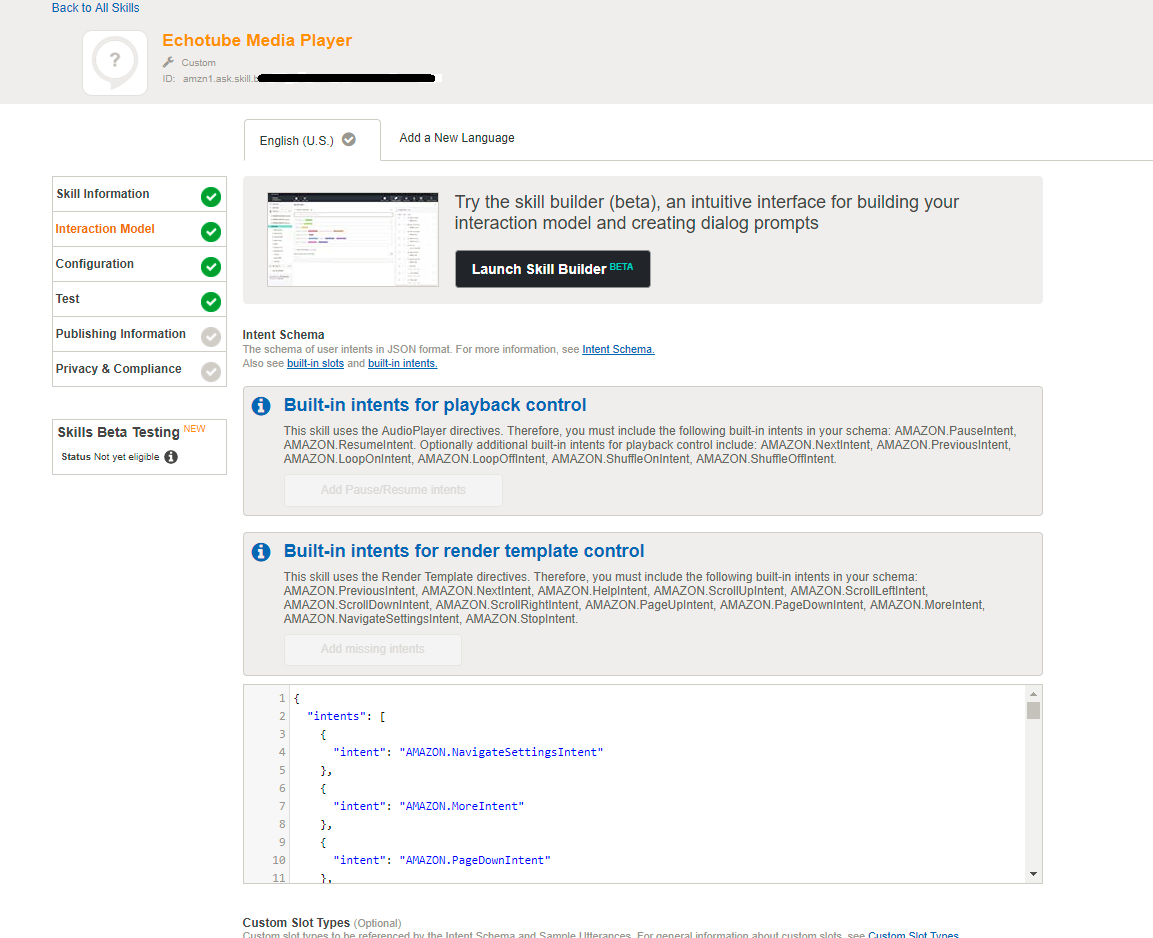 Back to All Skills
?
Echotube Media Player
Custom
ID: amzn1.ask.skill.
English (U.S.)
Add a New Language
Skill Information
Interaction Model
Configuration
Test
Publishing Information
Privacy & Compliance
Skills Beta Testing NEW
Status Not yet eligible
Try the skill builder (beta), an intuitive interface for building your
interaction model and creating dialog prompts
Launch Skill Builder BETA
Intent Schema
The schema of user intents in JSON format. For more information, see Intent Schema.
Also see built-in slots and built-in intents.
Built-in intents for playback control
This skill uses the AudioPlayer directives. Therefore, you must include the following built-in intents in your schema: AMAZON.PauseIntent,
AMAZON.ResumeIntent. Optionally additional built-in intents for playback control include: AMAZON.NextIntent, AMAZON.PreviousIntent,
AMAZON.LoopOnIntent, AMAZON.LoopOffIntent, AMAZON.ShuffleOnIntent, AMAZON.ShuffleOffIntent.
Add Pause/Resume intents
Built-in intents for render template control
This skill uses the Render Template directives. Therefore, you must include the following built-in intents in your schema:
AMAZON.PreviousIntent, AMAZON.NextIntent, AMAZON.HelpIntent, AMAZON.ScrollUpIntent, AMAZON.ScrollLeftIntent,
AMAZON.ScrollDownIntent, AMAZON.ScrollRightIntent, AMAZON.PageUpIntent, AMAZON.PageDownIntent, AMAZON.MoreIntent,
AMAZON.NavigateSettingsIntent, AMAZON.StopIntent.
Add missing intents
1 {
2 "intents": [
3 {
4 "intent": "AMAZON.NavigateSettingsIntent"
5 },
6 {
7 "intent": "AMAZON.MoreIntent"
8 },
9 {
10 "intent": "AMAZON.PageDownIntent"
11 },
Custom Slot Types (Optional)
Custom slot types to be referenced by the Intent Schema and Sample Utterances. For general information about custom slots, see Custom Slot Types.